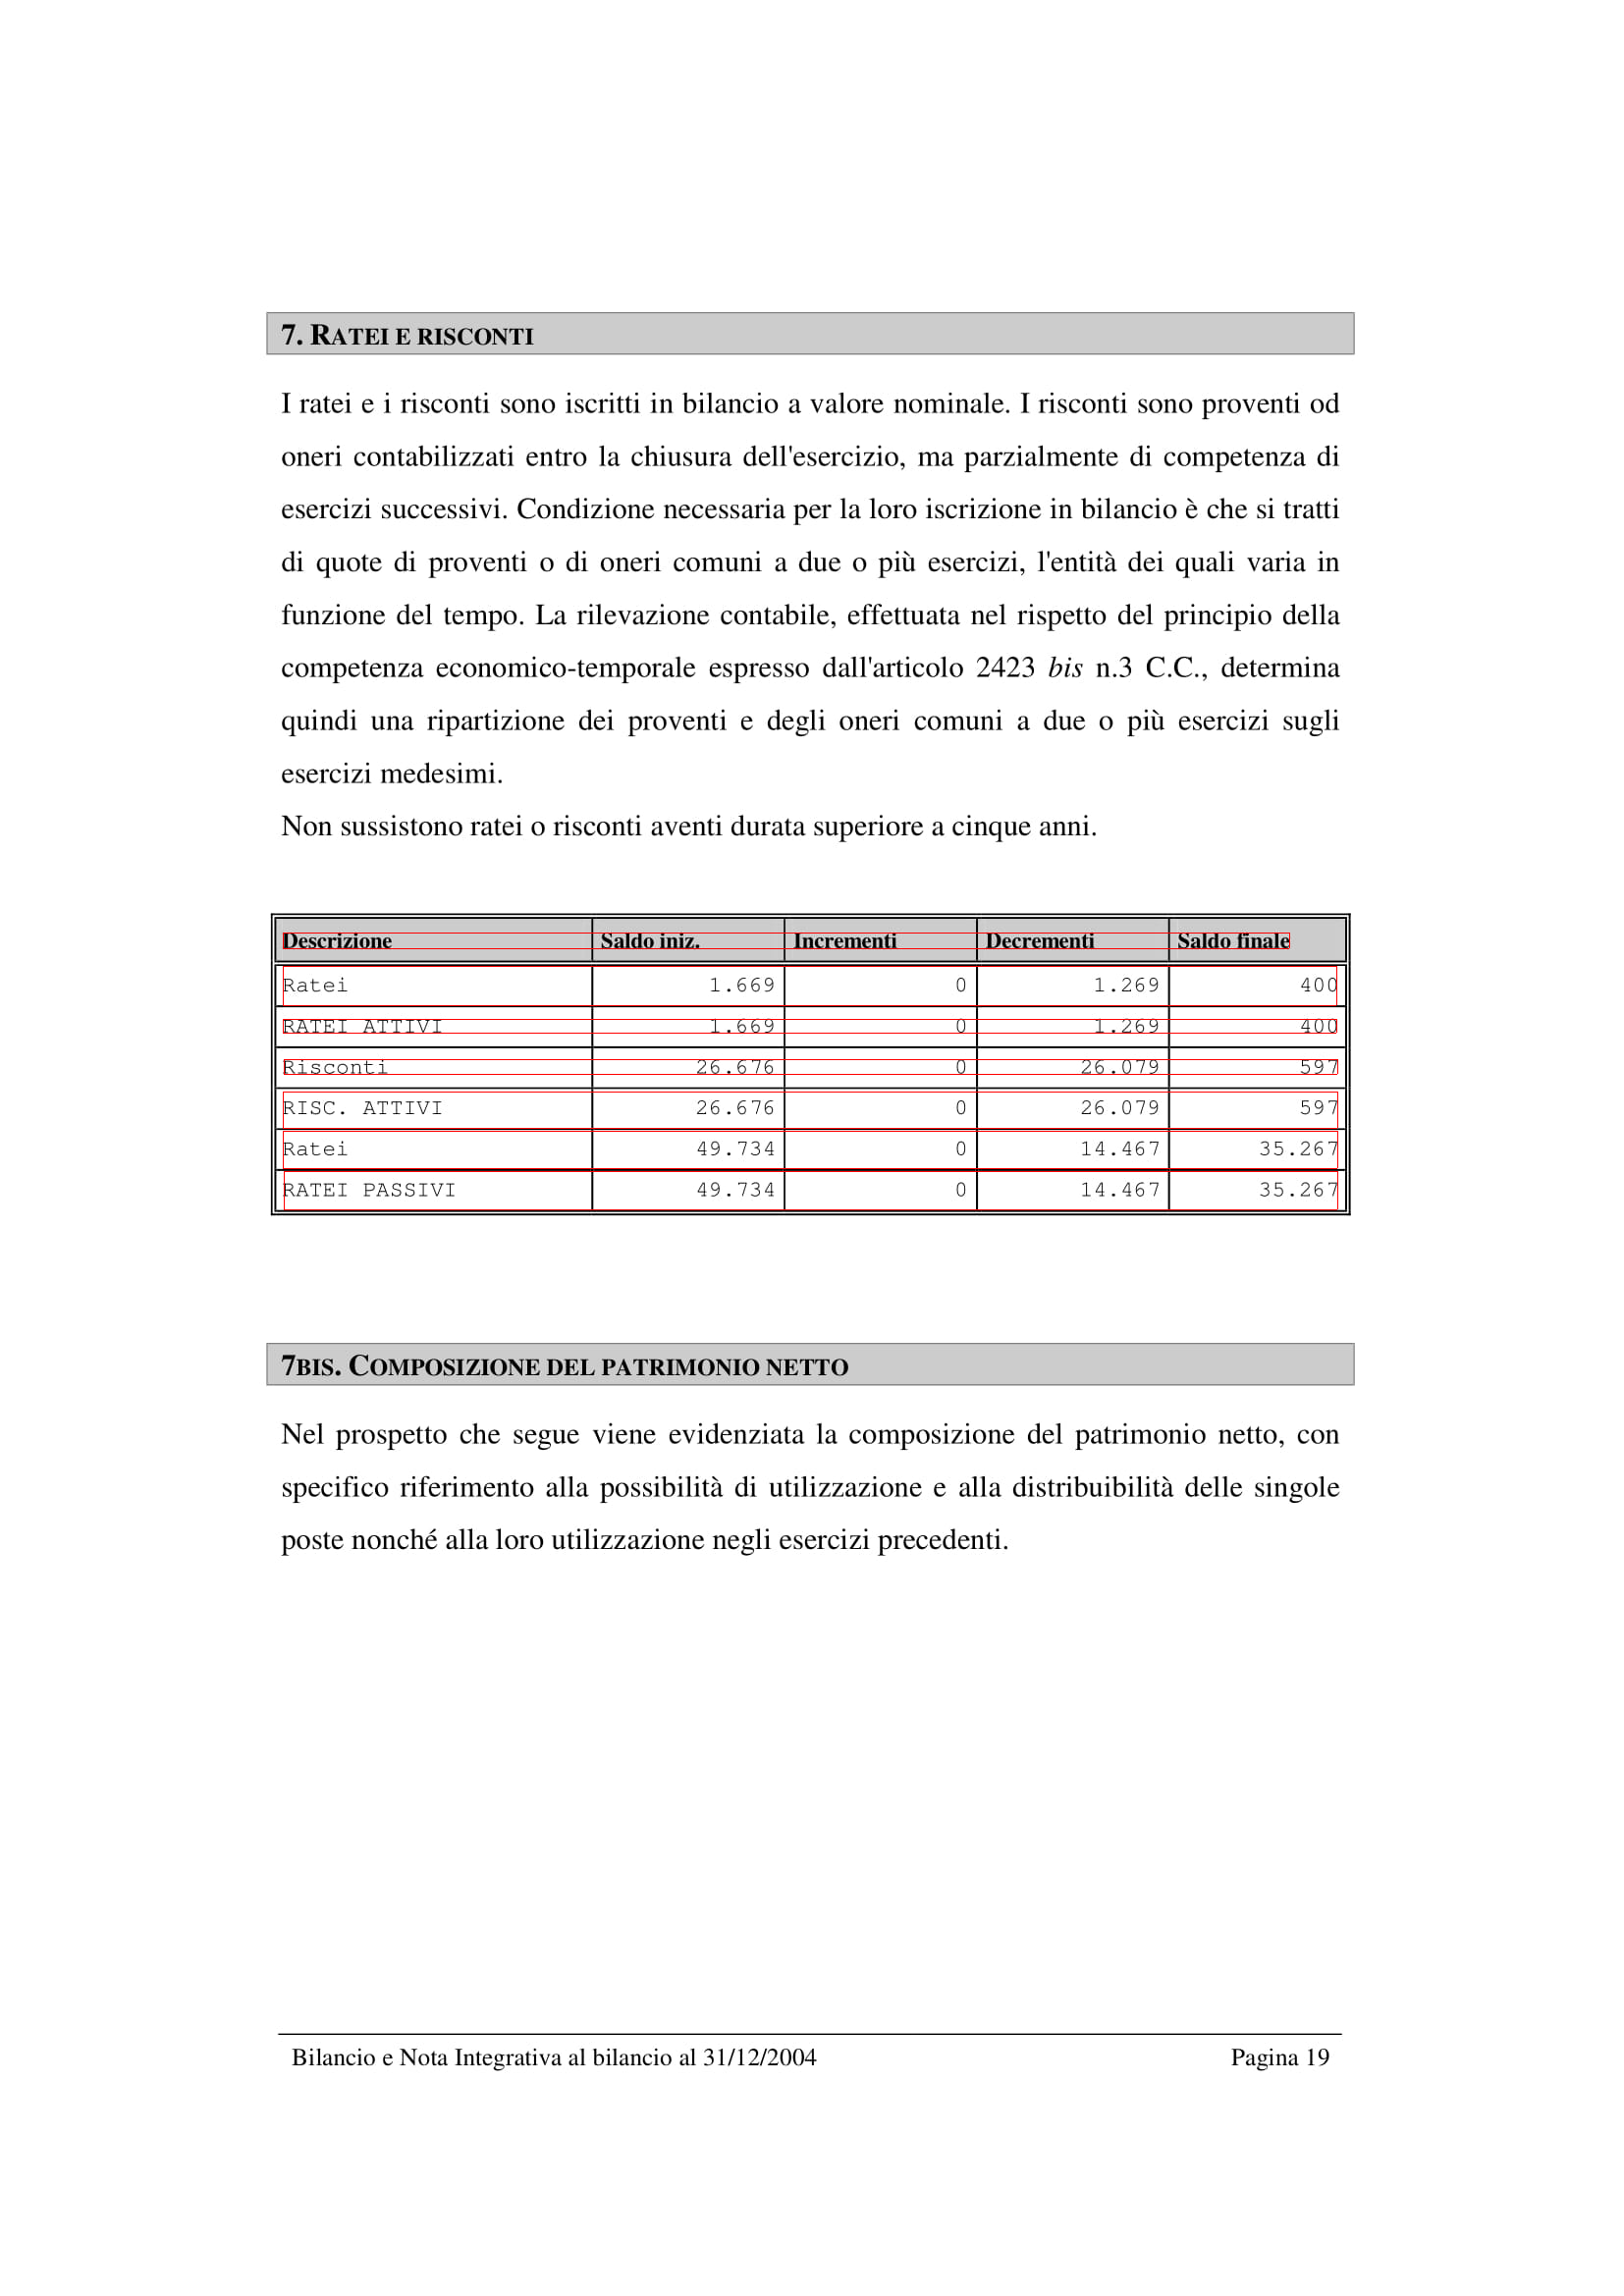 7. RATEI E RISCONTI
I ratei e i risconti sono iscritti in bilancio a valore nominale. I risconti sono proventi od
oneri contabilizzati entro la chiusura dell'esercizio, ma parzialmente di competenza di
esercizi successivi. Condizione necessaria per la loro iscrizione in bilancio è che si tratti
di quote di proventi o di oneri comuni a due o più esercizi, l'entità dei quali varia in
funzione del tempo. La rilevazione contabile, effettuata nel rispetto del principio della
competenza economico-temporale espresso dall'articolo 2423 bis n.3 C.C., determina
quindi una ripartizione dei proventi e degli oneri comuni a due o più esercizi sugli
esercizi medesimi.
Non sussistono ratei o risconti aventi durata superiore a cinque anni.
Descrizione Saldo iniz. Incrementi Decrementi Saldo finale
Ratei 1.669 0 1.269 400
RATEI ATTIVI 1.669 0 1.269 400
Risconti 26.676 0 26.079 597
RISC. ATTIVI 26.676 0 26.079 597
Ratei 49.734 0 14.467 35.267
RATEI PASSIVI 49.734 0 14.467 35.267
7BIS. COMPOSIZIONE DEL PATRIMONIO NETTO
Nel prospetto che segue viene evidenziata la composizione del patrimonio netto, con
specifico riferimento alla possibilità di utilizzazione e alla distribuibilità delle singole
poste nonché alla loro utilizzazione negli esercizi precedenti.
Bilancio e Nota Integrativa al bilancio al 31/12/2004 Pagina 19